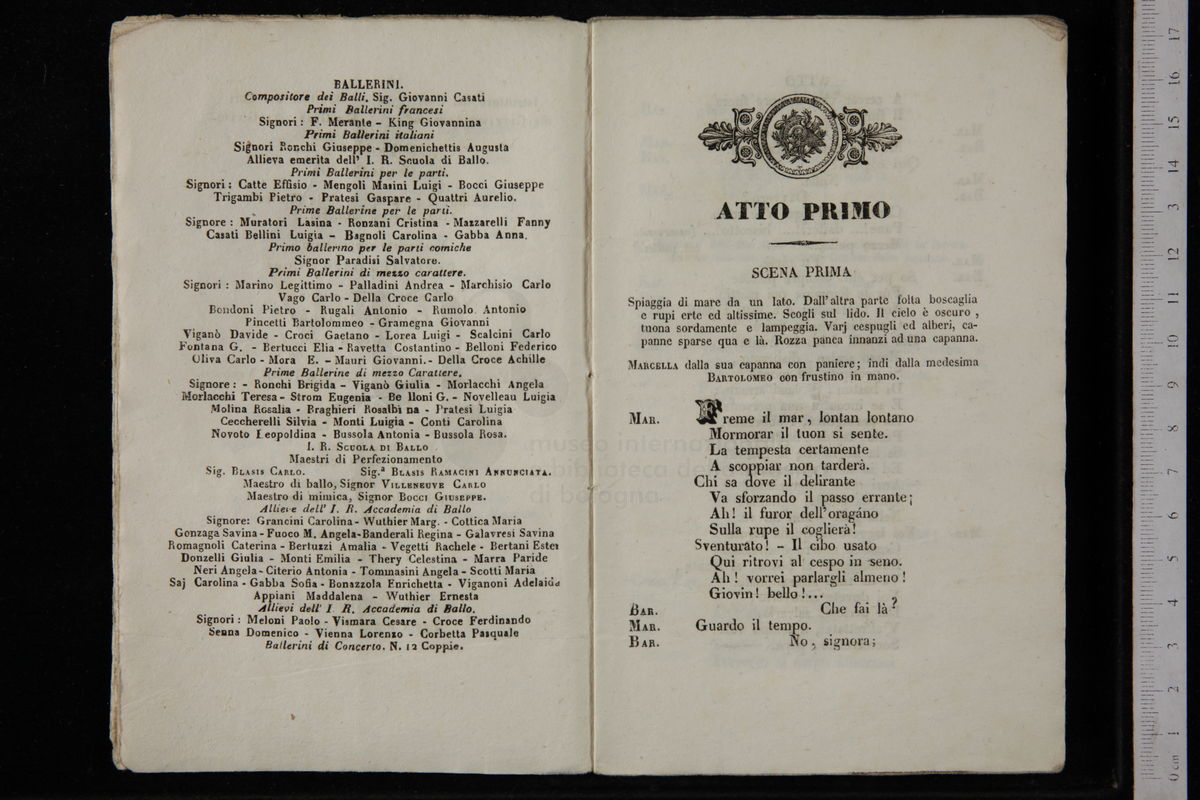 BALLERINI.
Compositore dei Balli. Sig. Giovanni Casati
Primi Ballerini francesi
Signori : F. Merante - King Giovannina
Primi Ballerini italiani
Signori Ronchi Giuseppe - Domenichettis Augusta
Allieva emerita dell' I. R. Scuola di Ballo.
Primi Ballerini per le parti.
Signori : Catte Effisio - Mengoli Masini Luigi - Bocci Giuseppe
Trigambi Pietro - Pratesi Gaspare - Quattri Aurelio.
Prime Ballerine per le parti.
Signore : Muratori Lasina - Ronzani Cristina - Mazzarelli Fanny
Casati Bellini Luigia - Bagnoli Carolina - Gabba Anna.
Primo ballerino per le parti comiche
Signor Paradisi Salvatore.
Primi Ballerini di mezzo carattere.
Signori : Marino Legittimo - Palladini Andrea - Marchisio Carlo
Vago Carlo - Della Croce Carlo
Bondoni Pietro - Rugali Antonio - Rumolo Antonio
Pincetti Bartolommeo - Gramegna Giovanni
Viganò Davide - Croci Gaetano - Lorea Luigi - Scalcini Carlo
Fontana G. - Bertucci Elia - Ravetta Costantino - Belloni Federico
Oliva Carlo - Mora E. - Mauri Giovanni. - Della Croce Achille
Prime Ballerine di mezzo Carattere.
Signore : - Ronchi Brigida - Viganò Giulia - Morlacchi Angela
Morlacchi Teresa - Strom Eugenia - Be lloni G. - Novelleau Luigia
Molina Rosalia - Braghieri Rosalbi na - Pratesi Luigia
Ceccherelli Silvia - Monti Luigia - Conti Carolina
Novoto Leopoldina - Bussola Antonia - Bussola Rosa.
I. R. SCUOLA DI BALLO
Maestri di Perfezionamento
Sig. BLASIS CARLO. Sig.ª BLASIS RAMACINI ANNUNCIATA.
Maestro di ballo, Signor VILLENEUVE CARLO
Maestro di mimica, Signor BOCCI GIUSEPPE.
Allieve dell' I. R. Accademia di Ballo
Signore: Grancini Carolina - Wuthier Marg. - Cottica Maria
Gonzaga Savina - Fuoco M. Angela - Banderali Regina - Galavresi Savina
Romagnoli Caterina - Bertuzzi Amalia - Vegetti Rachele - Bertani Ester
Donzelli Giulia - Monti Emilia - Thery Celestina - Marra Paride
Neri Angela - Citerio Antonia - Tommasini Angela - Scotti Maria
Saj Carolina - Gabba Sofia - Bonazzola Enrichetta - Viganoni Adelaida
Appiani Maddalena - Wuthier Ernesta
Allievi dell' I. R. Accademia di Ballo.
Signori : Meloni Paolo - Vismara Cesare - Croce Ferdinando
Senna Domenico - Vienna Lorenzo - Corbetta Pasquale
Ballerini di Concerto. N. 12 Coppie.
ATTO PRIMO
SCENA PRIMA
Spiaggia di mare da un lato. Dall'altra parte folta boscaglia
e rupi erte ed altissime. Scogli sul lido. Il cielo è oscuro ,
tuona sordamente e lampeggia. Varj cespugli ed alberi, ca-
panne sparse qua e là. Rozza panca innanzi ad una capanna.
MARCELLA dalla sua capanna con paniere; indi dalla medesima
BARTOLOMEO con frustino in mano.
MAR. Freme il mar, lontan lontano
Mormorar il tuon si sente.
La tempesta certamente
A scoppiar non tarderà.
Chi sa dove il delirante
Va sforzando il passo errante;
Ah! il furor dell'oragáno
Sulla rupe il coglierà!
Sventurato! - Il cibo usato
Qui ritrovi al cespo in seno.
Ah! vorrei parlargli almeno!
Giovin! bello!...
BAR. Che fai là?
MAR. Guardo il tempo.
BAR. No, signora;
museo intern
biblioteca de
di bologna
0 cm 1 2 3 4 5 6 7 8 9 10 11 12 13 14 15 16 17